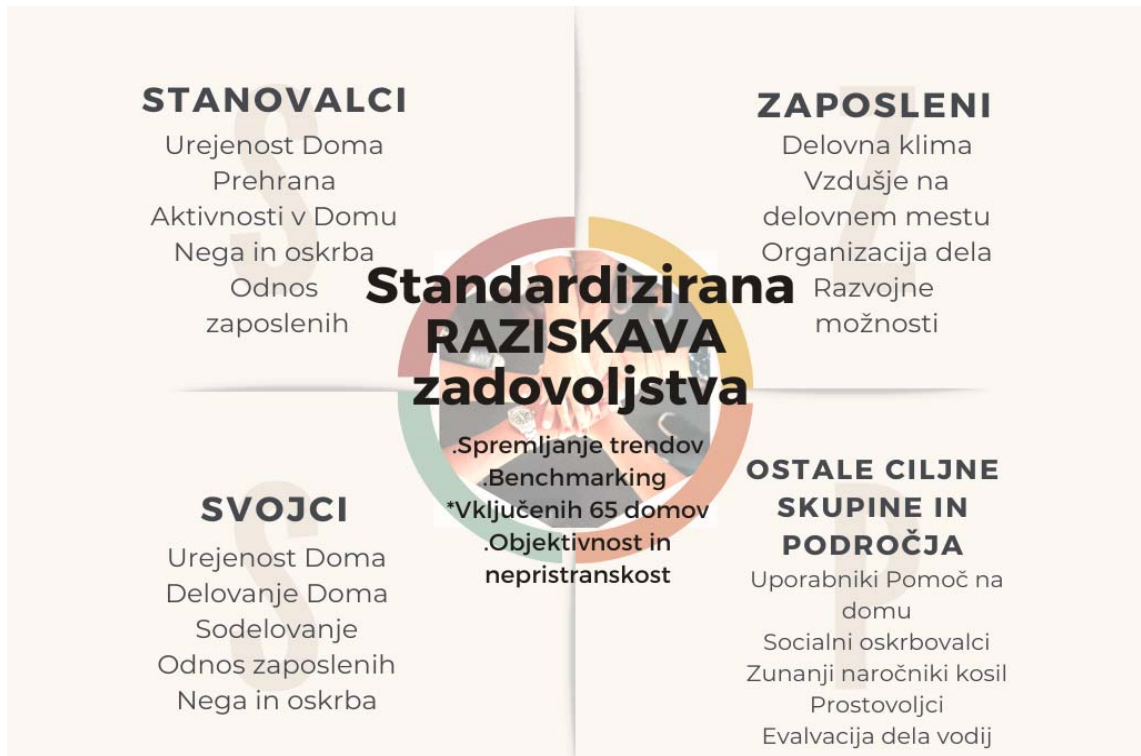 STANOVALCI
Urejenost Doma
Prehrana
Aktivnosti v Domu
Nega in oskrba
Odnos
zaposlenih
ZAPOSLENI
Delovna klima
Vzdušje na
delovnem mestu
Organizacija dela
Razvojne
možnosti
Standardizirana
RAZISKAVA
zadovoljstva
.Spremljanje trendov
.Benchmarking
*Vključenih 65 domov
.Objektivnost in
nepristranskost
SVOJCI
Urejenost Doma
Delovanje Doma
Sodelovanje
Odnos zaposlenih
Nega in oskrba
OSTALE CILJNE
SKUPINE IN
PODROČJA
Uporabniki Pomoč na
domu
Socialni oskrbovalci
Zunanji naročniki kosil
Prostovoljci
Evalvacija dela vodij
S
Z
S
P